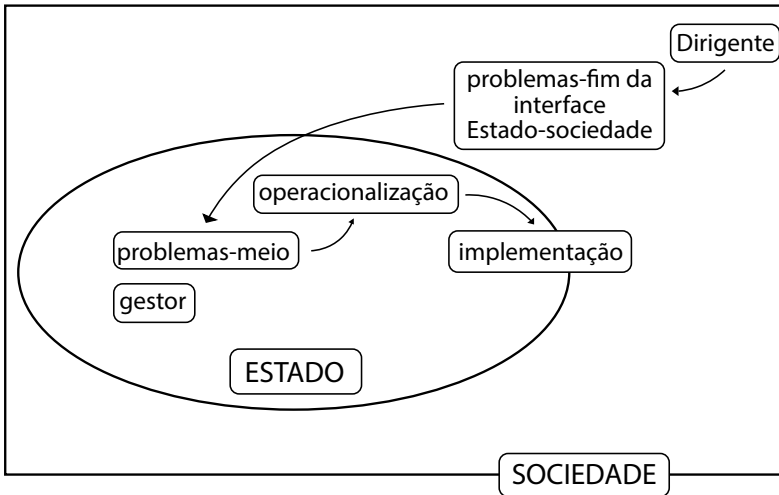 Dirigente
problemas-fim da
interface
Estado-sociedade
operacionalização
problemas-meio
implementação
gestor
ESTADO
SOCIEDADE